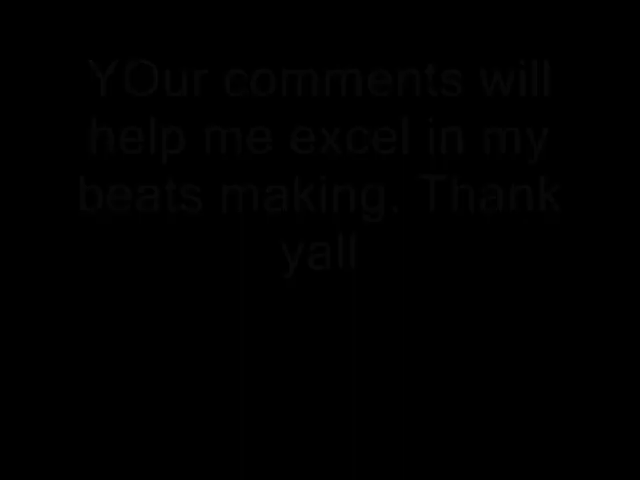 YOur comments will
help me excel in my
beats making. Thank
yall